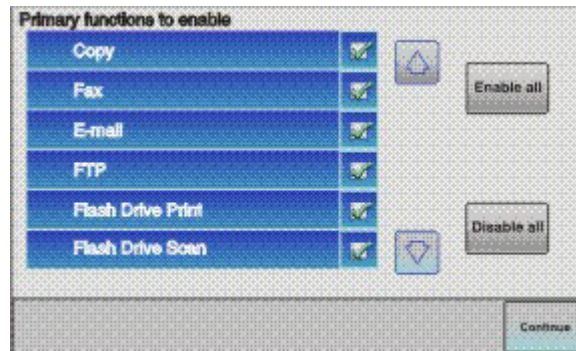 Primary functions to enable
Copy
Fax
E-mail
FTP
Flash Drive Print
Flash Drive Scan
Enable all
Disable all
Continue